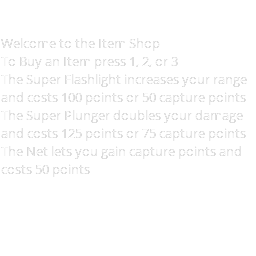 Welcome to the Item Shop
To Buy an Item press 1, 2, or 3
The Super Flashlight increases your range
and costs 100 points or 50 capture points
The Super Plunger doubles your damage
and costs 125 points or 75 capture points
The Net lets you gain capture points and
costs 50 points